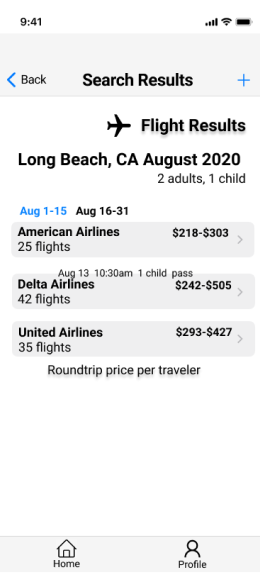 9:41
Back Search Results +
Flight Results
Long Beach, CA August 2020
2 adults, 1 child
Aug 1-15 Aug 16-31
American Airlines $218-$303
25 flights
Aug 13 10:30am 1 child pass
Delta Airlines $242-$505
42 flights
United Airlines $293-$427
35 flights
Roundtrip price per traveler
Home Profile